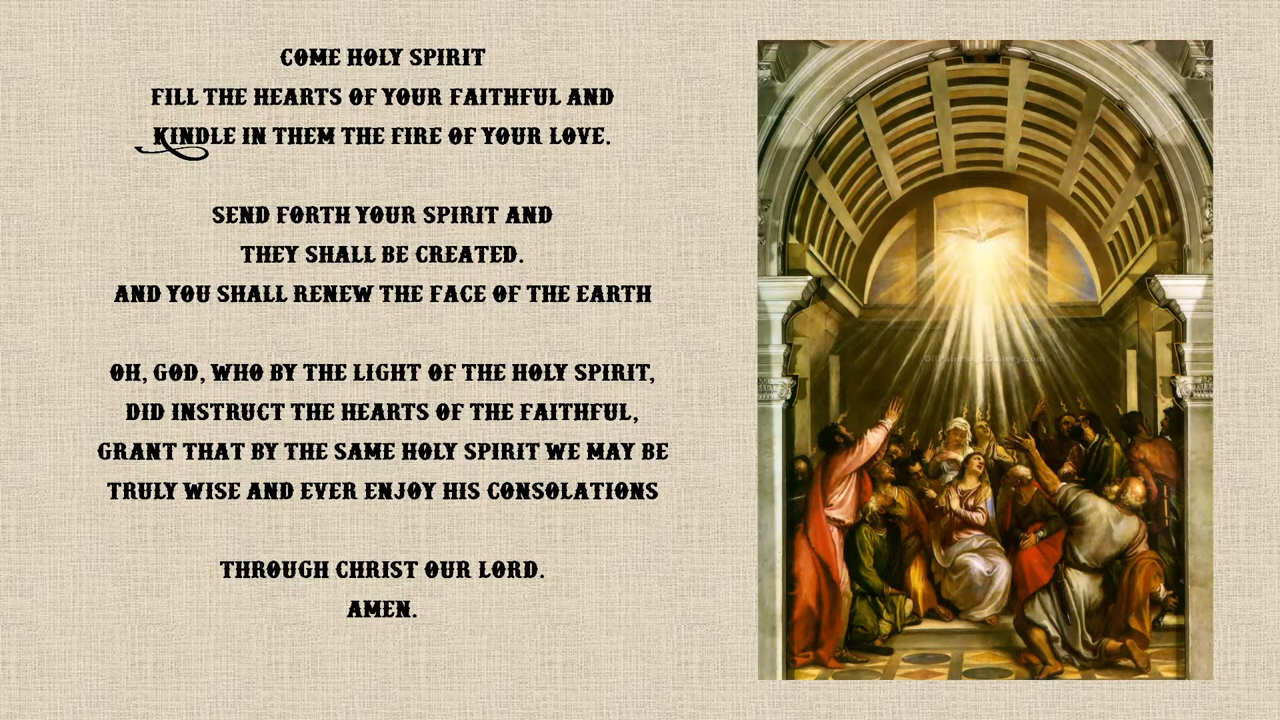 COME HOLY SPIRIT
FILL THE HEARTS OF YOUR FAITHFUL AND
KINDLE IN THEM THE FIRE OF YOUR LOVE.
SEND FORTH YOUR SPIRIT AND
THEY SHALL BE CREATED.
AND YOU SHALL RENEW THE FACE OF THE EARTH
OH, GOD, WHO BY THE LIGHT OF THE HOLY SPIRIT,
DID INSTRUCT THE HEARTS OF THE FAITHFUL,
GRANT THAT BY THE SAME HOLY SPIRIT WE MAY BE
TRULY WISE AND EVER ENJOY HIS CONSOLATIONS
THROUGH CHRIST OUR LORD.
AMEN.